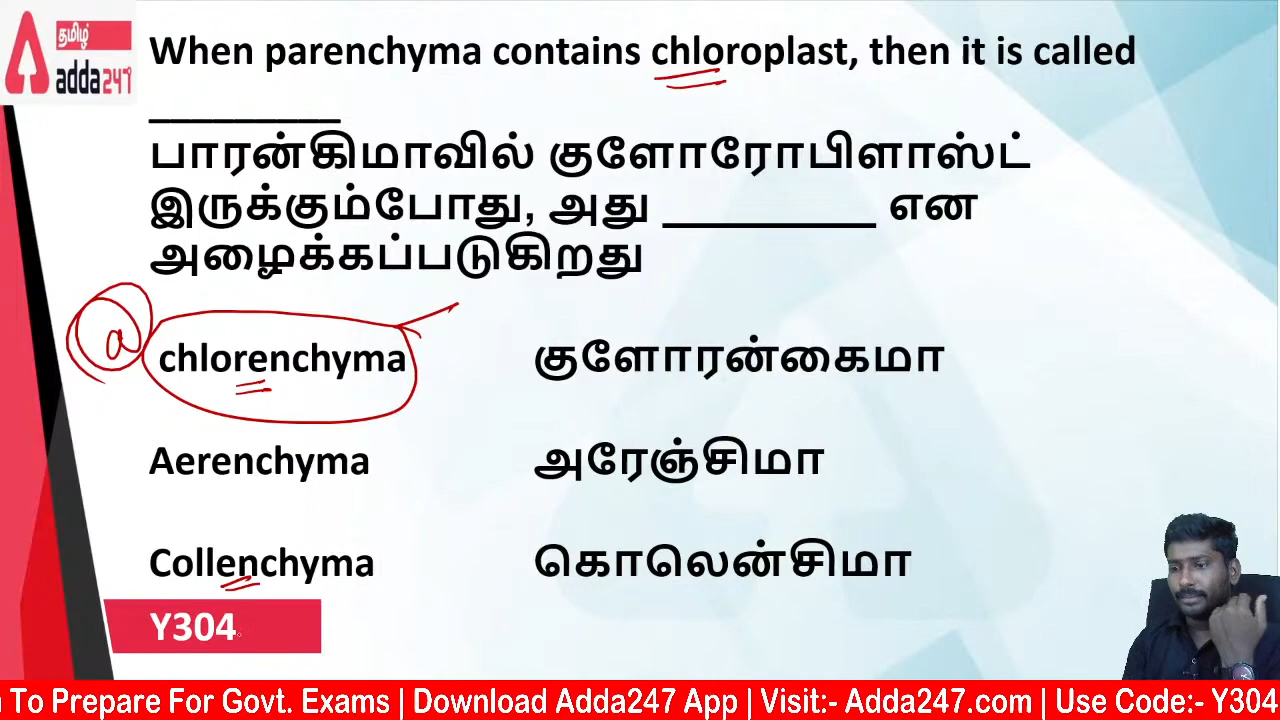 தமிழ்
adda247
When parenchyma contains chloroplast, then it is called
_________
பாரன்கிமாவில் குளோரோபிளாஸ்ட்
இருக்கும்போது, அது __________ என
அழைக்கப்படுகிறது
a
chlorenchyma குளோரன்கைமா
Aerenchyma அரேஞ்சிமா
Collenchyma கொலென்சிமா
Y304
To Prepare For Govt. Exams | Download Adda247 App | Visit:- Adda247.com | Use Code:- Y304